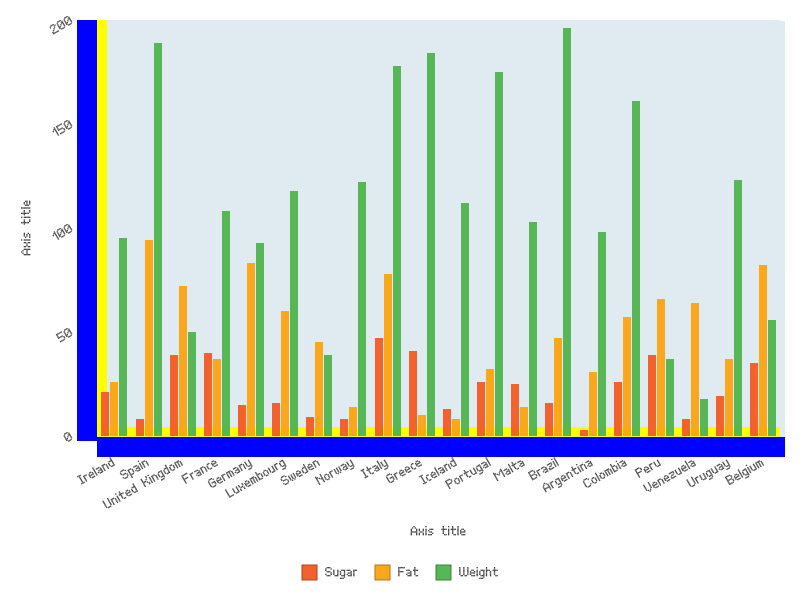 200
150
100
50
0
Axis title
Ireland
Spain
United Kingdom
France
Germany
Luxembourg
Sweden
Norway
Italy
Greece
Iceland
Portugal
Malta
Brazil
Argentina
Colombia
Peru
Venezuela
Uruguay
Belgium
Axis title
Sugar Fat Weight